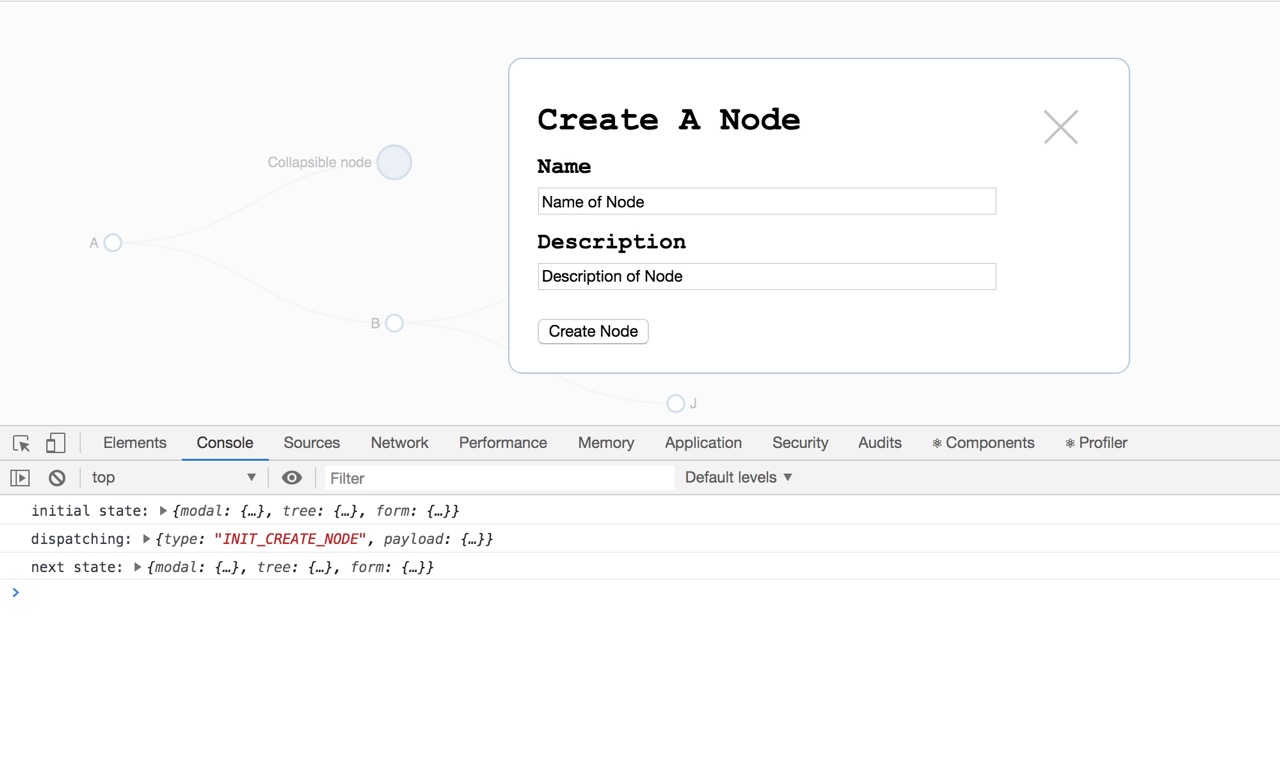 Create A Node
Name
Name of Node
Description
Description of Node
Create Node
Collapsible node
A
B
J
Elements Console Sources Network Performance Memory Application Security Audits ⚛ Components ⚛ Profiler
top ▼ Filter Default levels ▼
initial state: ▶{modal: {…}, tree: {…}, form: {…}}
dispatching: ▶{type: "INIT_CREATE_NODE", payload: {…}}
next state: ▶{modal: {…}, tree: {…}, form: {…}}
>